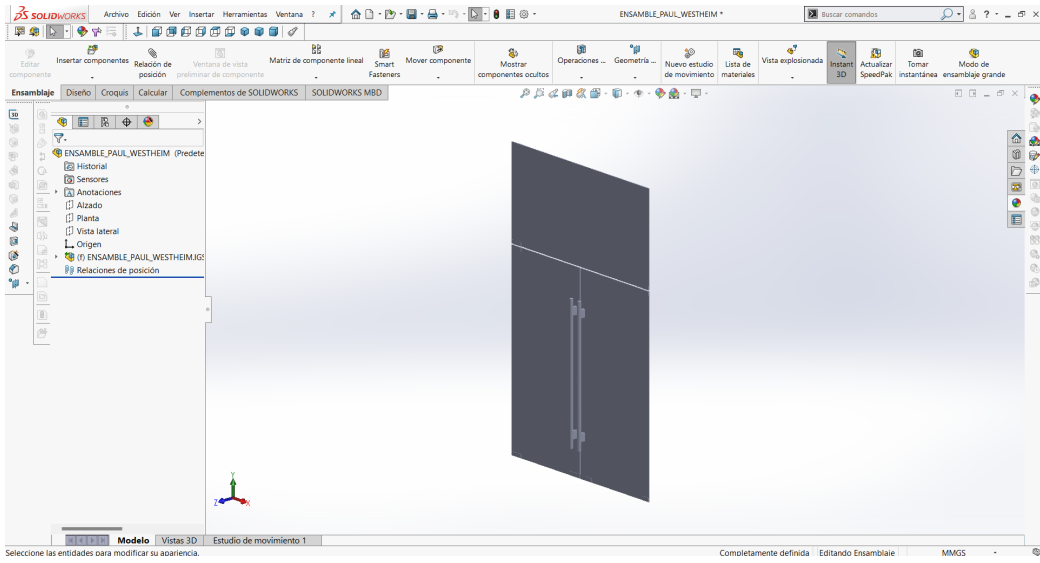 SOLIDWORKS Archivo Edición Ver Insertar Herramientas Ventana ? ENSAMBLE_PAUL_WESTHEIM * Buscar comandos ?
Editar componente
Insertar componentes
Relación de posición
Ventana de vista preliminar de componente
Matriz de componente lineal
Smart Fasteners
Mover componente
Mostrar componentes ocultos
Operaciones ...
Geometría ...
Nuevo estudio de movimiento
Lista de materiales
Vista explosionada
Instant 3D
Actualizar SpeedPak
Tomar instantánea
Modo de ensamblaje grande
Ensamblaje Diseño Croquis Calcular Complementos de SOLIDWORKS SOLIDWORKS MBD
3D
ENSAMBLE_PAUL_WESTHEIM (Predete
Historial
Sensores
Anotaciones
Alzado
Planta
Vista lateral
Origen
(f) ENSAMBLE_PAUL_WESTHEIM.IGS
Relaciones de posición
Y
Z X
Modelo Vistas 3D Estudio de movimiento 1
Seleccione las entidades para modificar su apariencia. Completamente definida Editando Ensamblaje MMGS